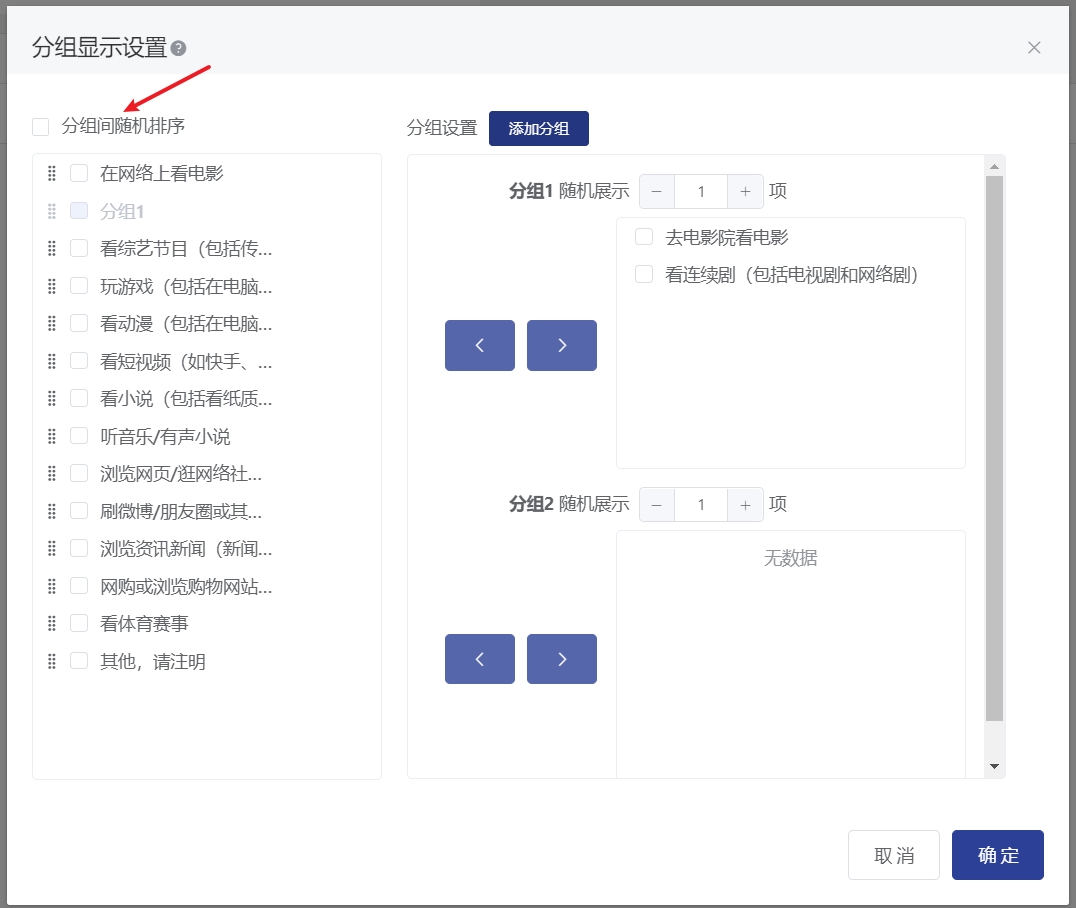 分组显示设置
分组间随机排序
在网络上看电影
分组1
看综艺节目（包括传...
玩游戏（包括在电脑...
看动漫（包括在电脑...
看短视频（如快手、...
看小说（包括看纸质...
听音乐/有声小说
浏览网页/逛网络社...
刷微博/朋友圈或其...
浏览资讯新闻（新闻...
网购或浏览购物网站...
看体育赛事
其他，请注明
分组设置 添加分组
分组1 随机展示 − 1 + 项
去电影院看电影
看连续剧（包括电视剧和网络剧）
分组2 随机展示 − 1 + 项
无数据
取消 确定